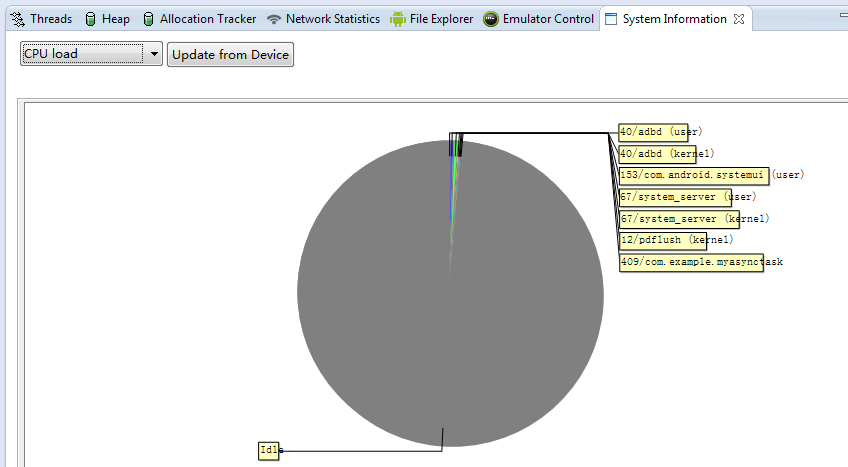 Threads Heap Allocation Tracker Network Statistics File Explorer Emulator Control System Information
CPU load Update from Device
40/adbd (user)
40/adbd (kernel)
153/com.android.systemui (user)
67/system_server (user)
67/system_server (kernel)
12/pdflush (kernel)
409/com.example.myasynctask
Idle